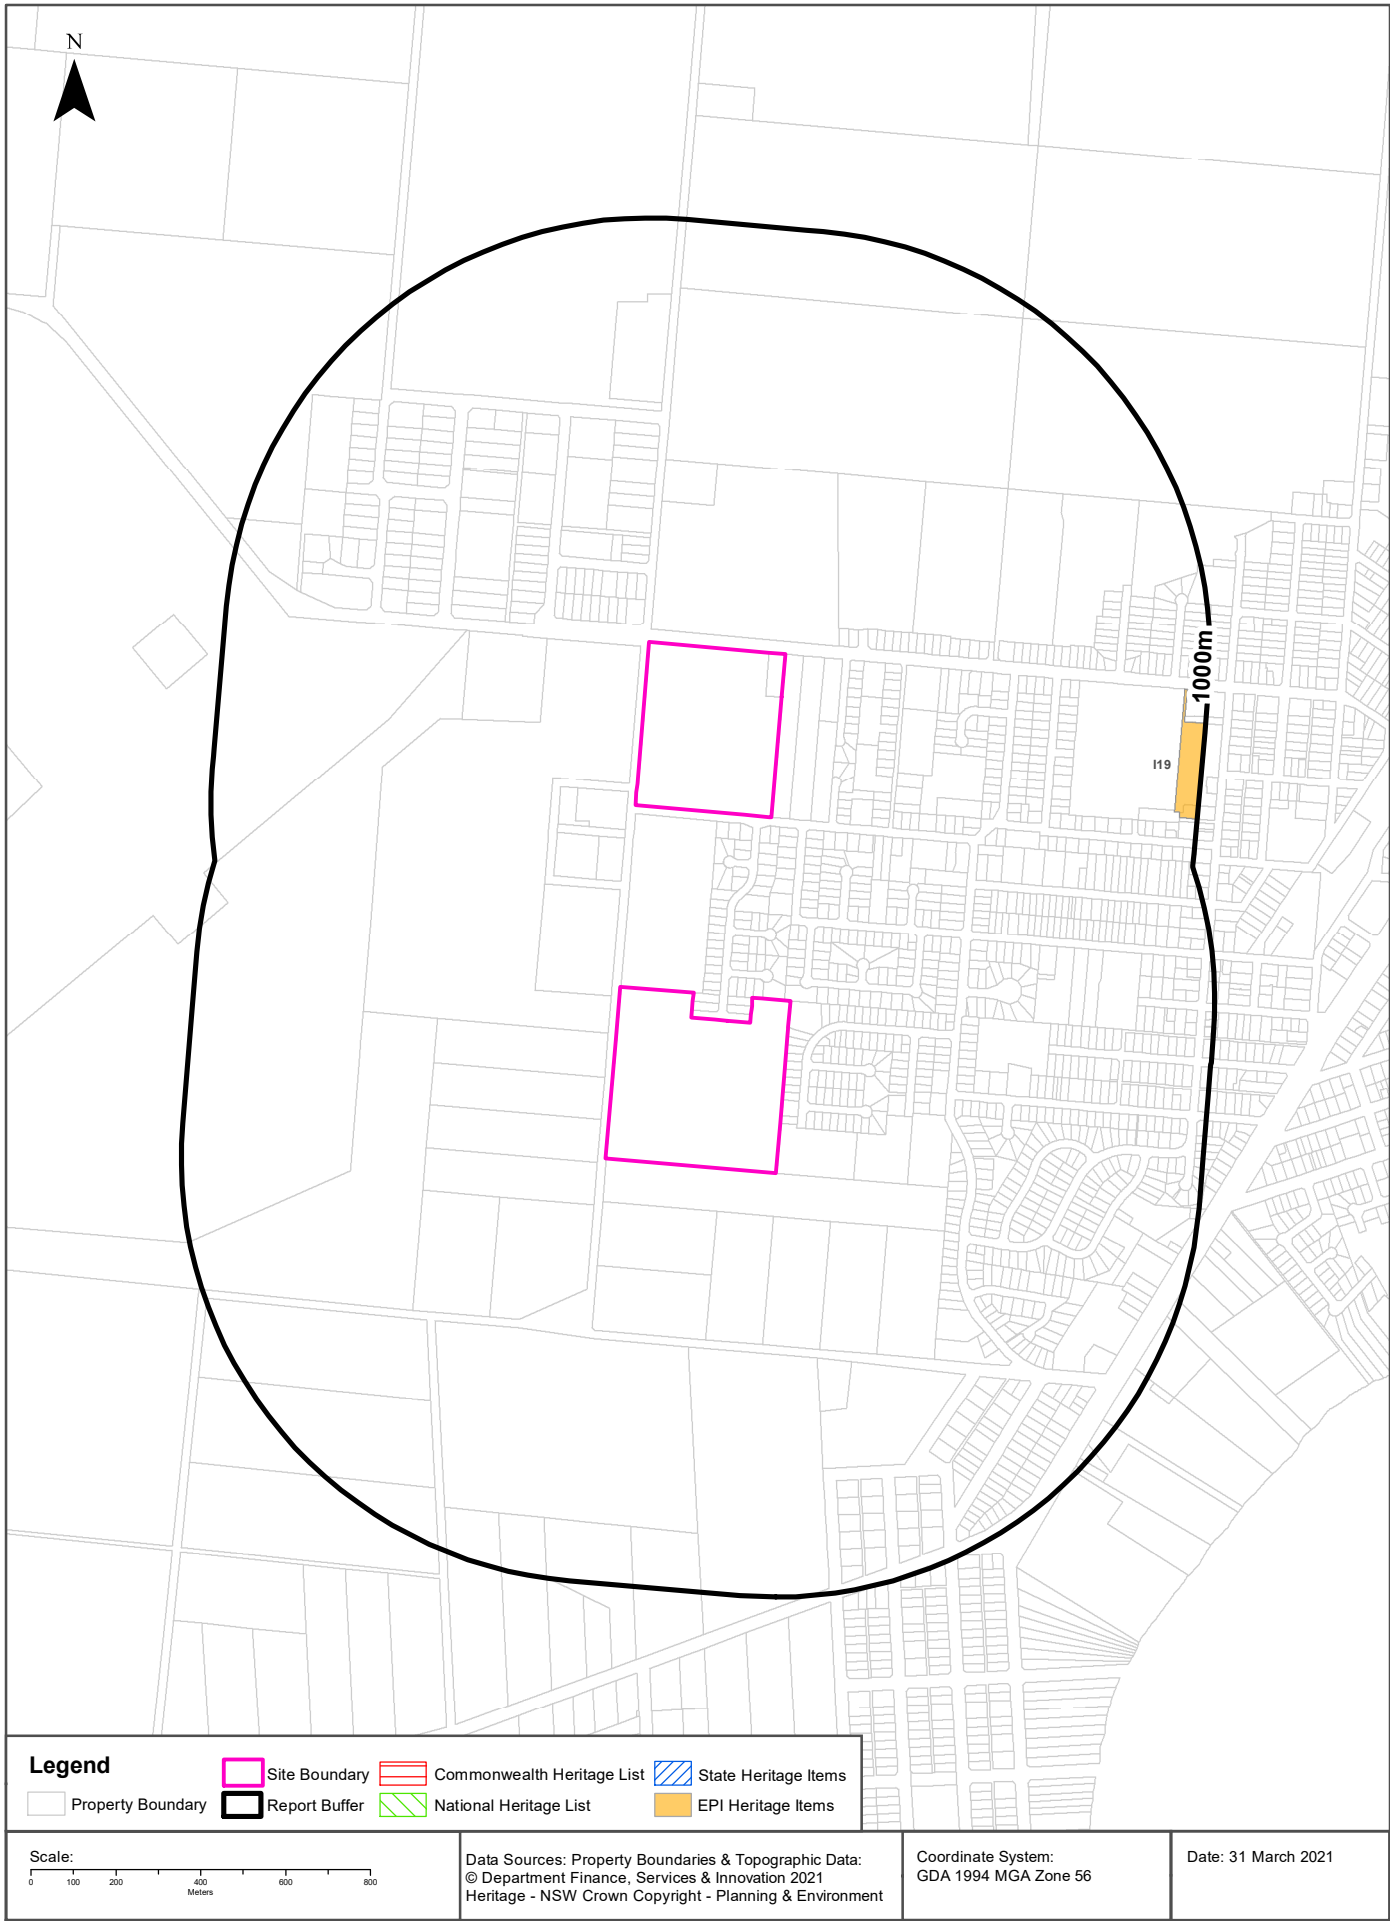 N
1000m
I19
Legend
Property Boundary
Site Boundary
Report Buffer
Commonwealth Heritage List
National Heritage List
State Heritage Items
EPI Heritage Items
Scale:
0 100 200 400 600 800
Meters
Data Sources: Property Boundaries & Topographic Data:
© Department Finance, Services & Innovation 2021
Heritage - NSW Crown Copyright - Planning & Environment
Coordinate System:
GDA 1994 MGA Zone 56
Date: 31 March 2021